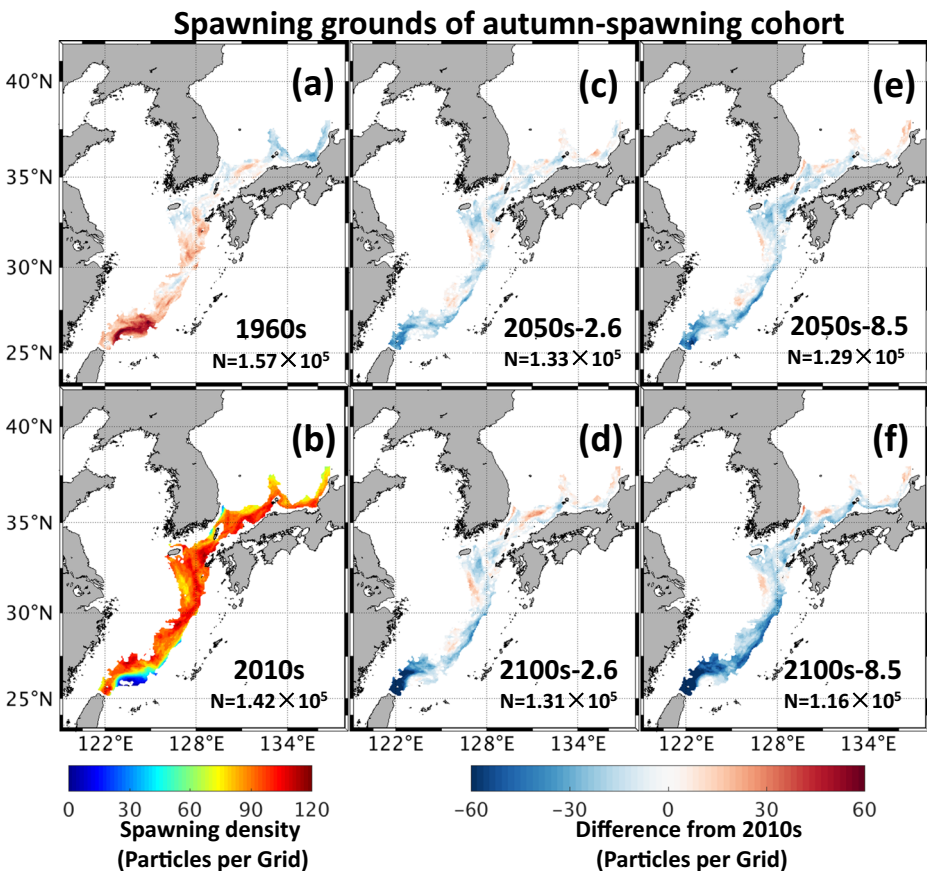 Spawning grounds of autumn-spawning cohort
40°N
35°N
30°N
25°N
(a)
1960s
N=1.57×10⁵
(c)
2050s-2.6
N=1.33×10⁵
(e)
2050s-8.5
N=1.29×10⁵
40°N
35°N
30°N
25°N
(b)
2010s
N=1.42×10⁵
(d)
2100s-2.6
N=1.31×10⁵
(f)
2100s-8.5
N=1.16×10⁵
122°E 128°E 134°E
122°E 128°E 134°E
122°E 128°E 134°E
0 30 60 90 120
Spawning density
(Particles per Grid)
−60 −30 0 30 60
Difference from 2010s
(Particles per Grid)